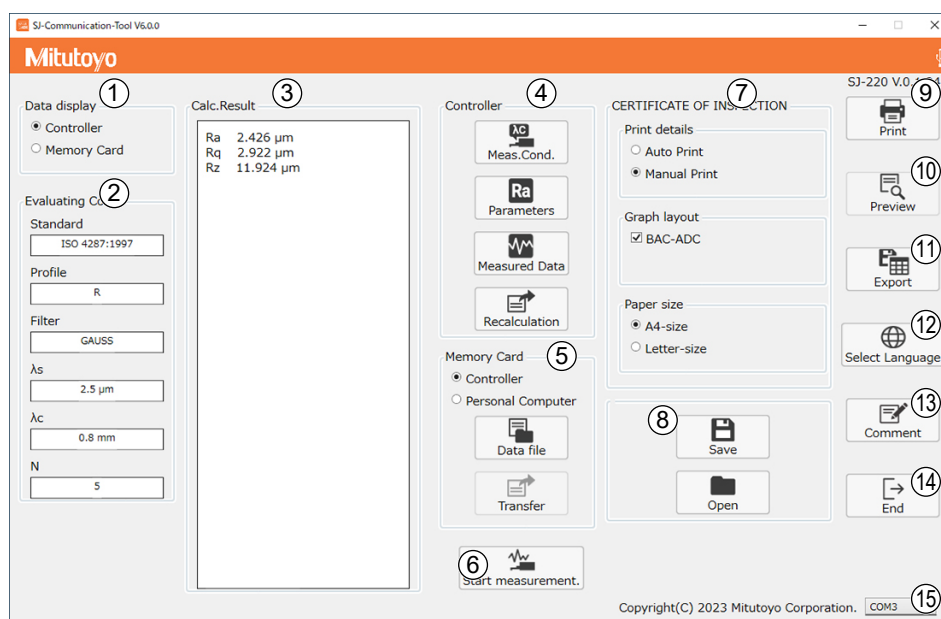 SJ-Communication-Tool V6.0.0
Mitutoyo
SJ-220
①
②
③
④
⑤
⑥
⑦
⑧
⑨
⑩
⑪
⑫
⑬
⑭
⑮
Data display
Controller
Memory Card
Standard
ISO 4287:1997
Profile
R
Filter
GAUSS
λs
2.5 µm
λc
0.8 mm
N
5
Calc.Result
Ra 2.426 µm
Rq 2.922 µm
Rz 11.924 µm
Controller
λC
Meas.Cond.
Ra
Parameters
Measured Data
Recalculation
Memory Card
Controller
Personal Computer
Data file
Transfer
Start measurement.
CERTIFICATE OF INSPECTION
Print details
Auto Print
Manual Print
Graph layout
BAC-ADC
Paper size
A4-size
Letter-size
Save
Open
Print
Preview
Export
Select Language
Comment
End
Copyright(C) 2023 Mitutoyo Corporation.
COM3